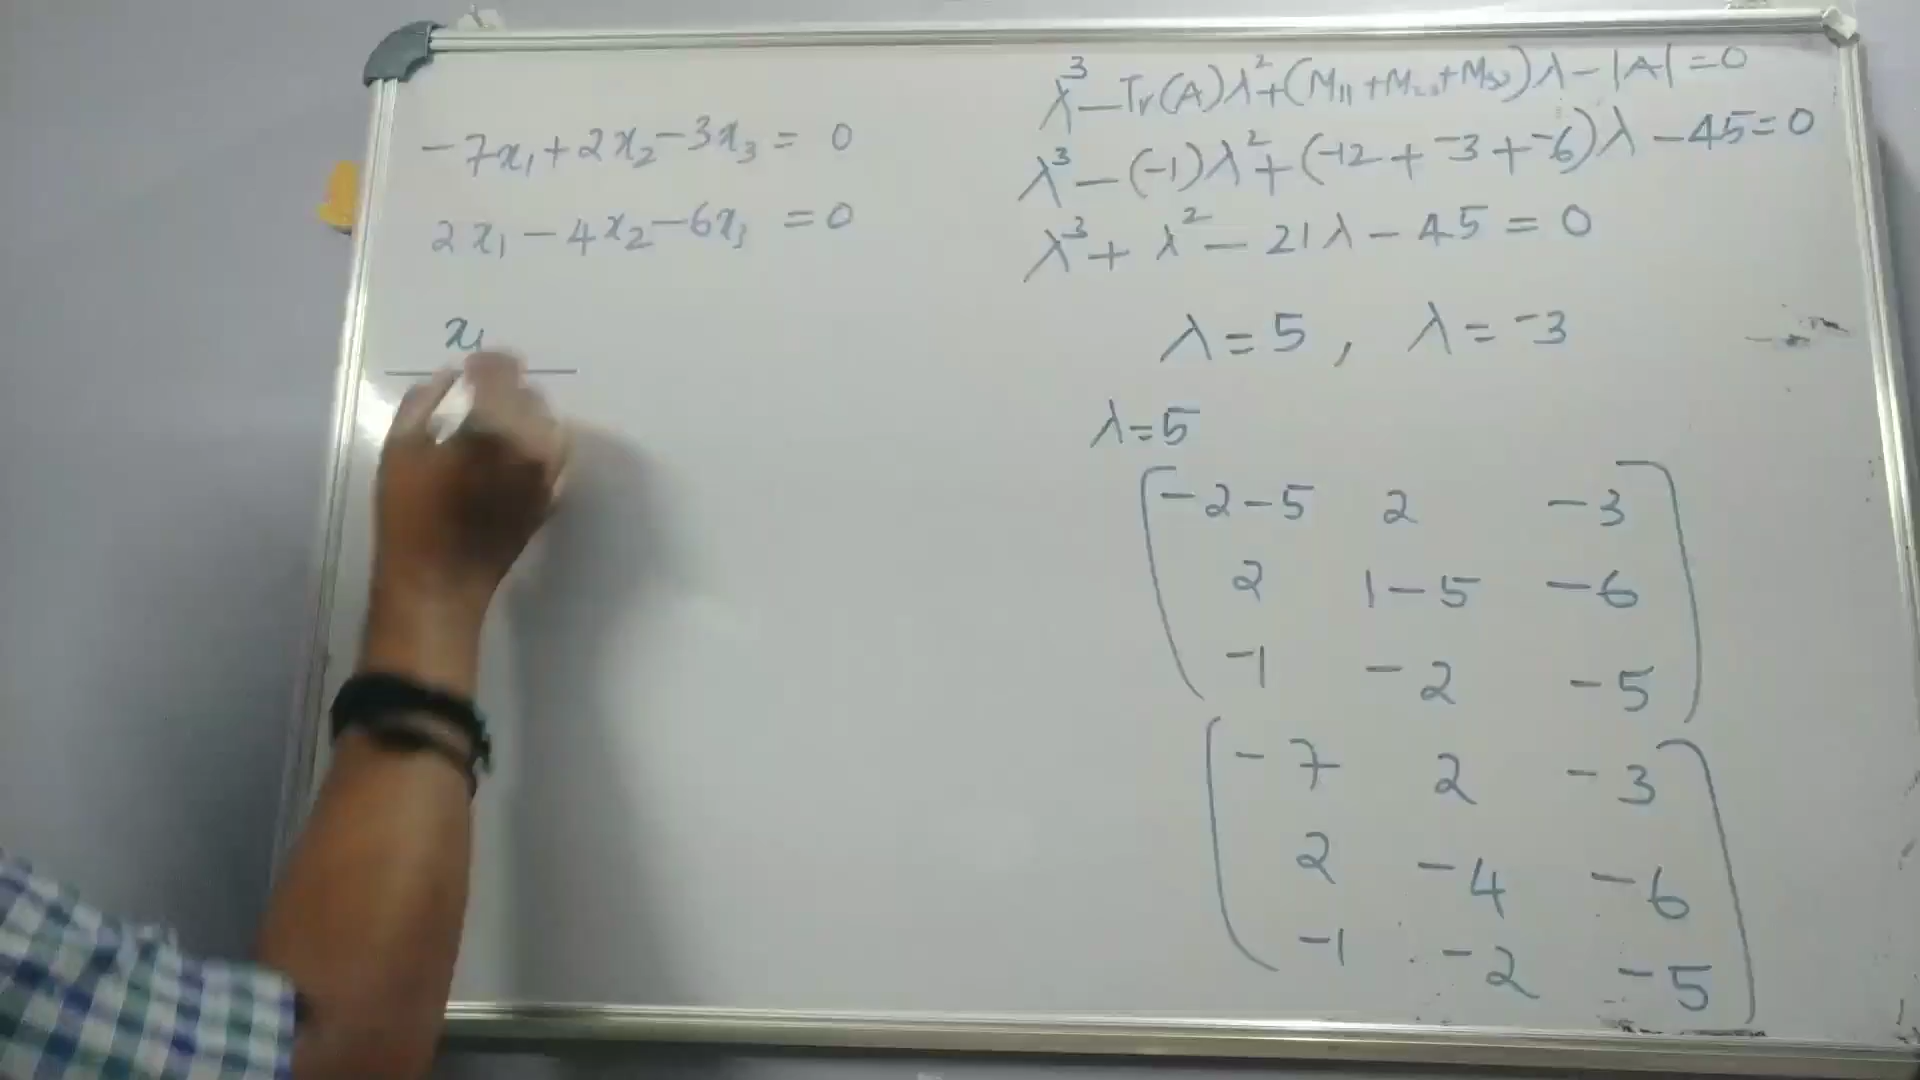 -7x₁+2x₂-3x₃= 0
2x₁-4x₂-6x₃ =0
x₁
λ³-Tr(A)λ²+(M₁₁+M₂₂+M₃₃)λ-|A|=0
λ³-(-1)λ²+(-12+-3+-6)λ-45=0
λ³+λ²-21λ-45=0
λ=5, λ=-3
λ=5
-2-5 2 -3
2 1-5 -6
-1 -2 -5
-7 2 -3
2 -4 -6
-1 -2 -5